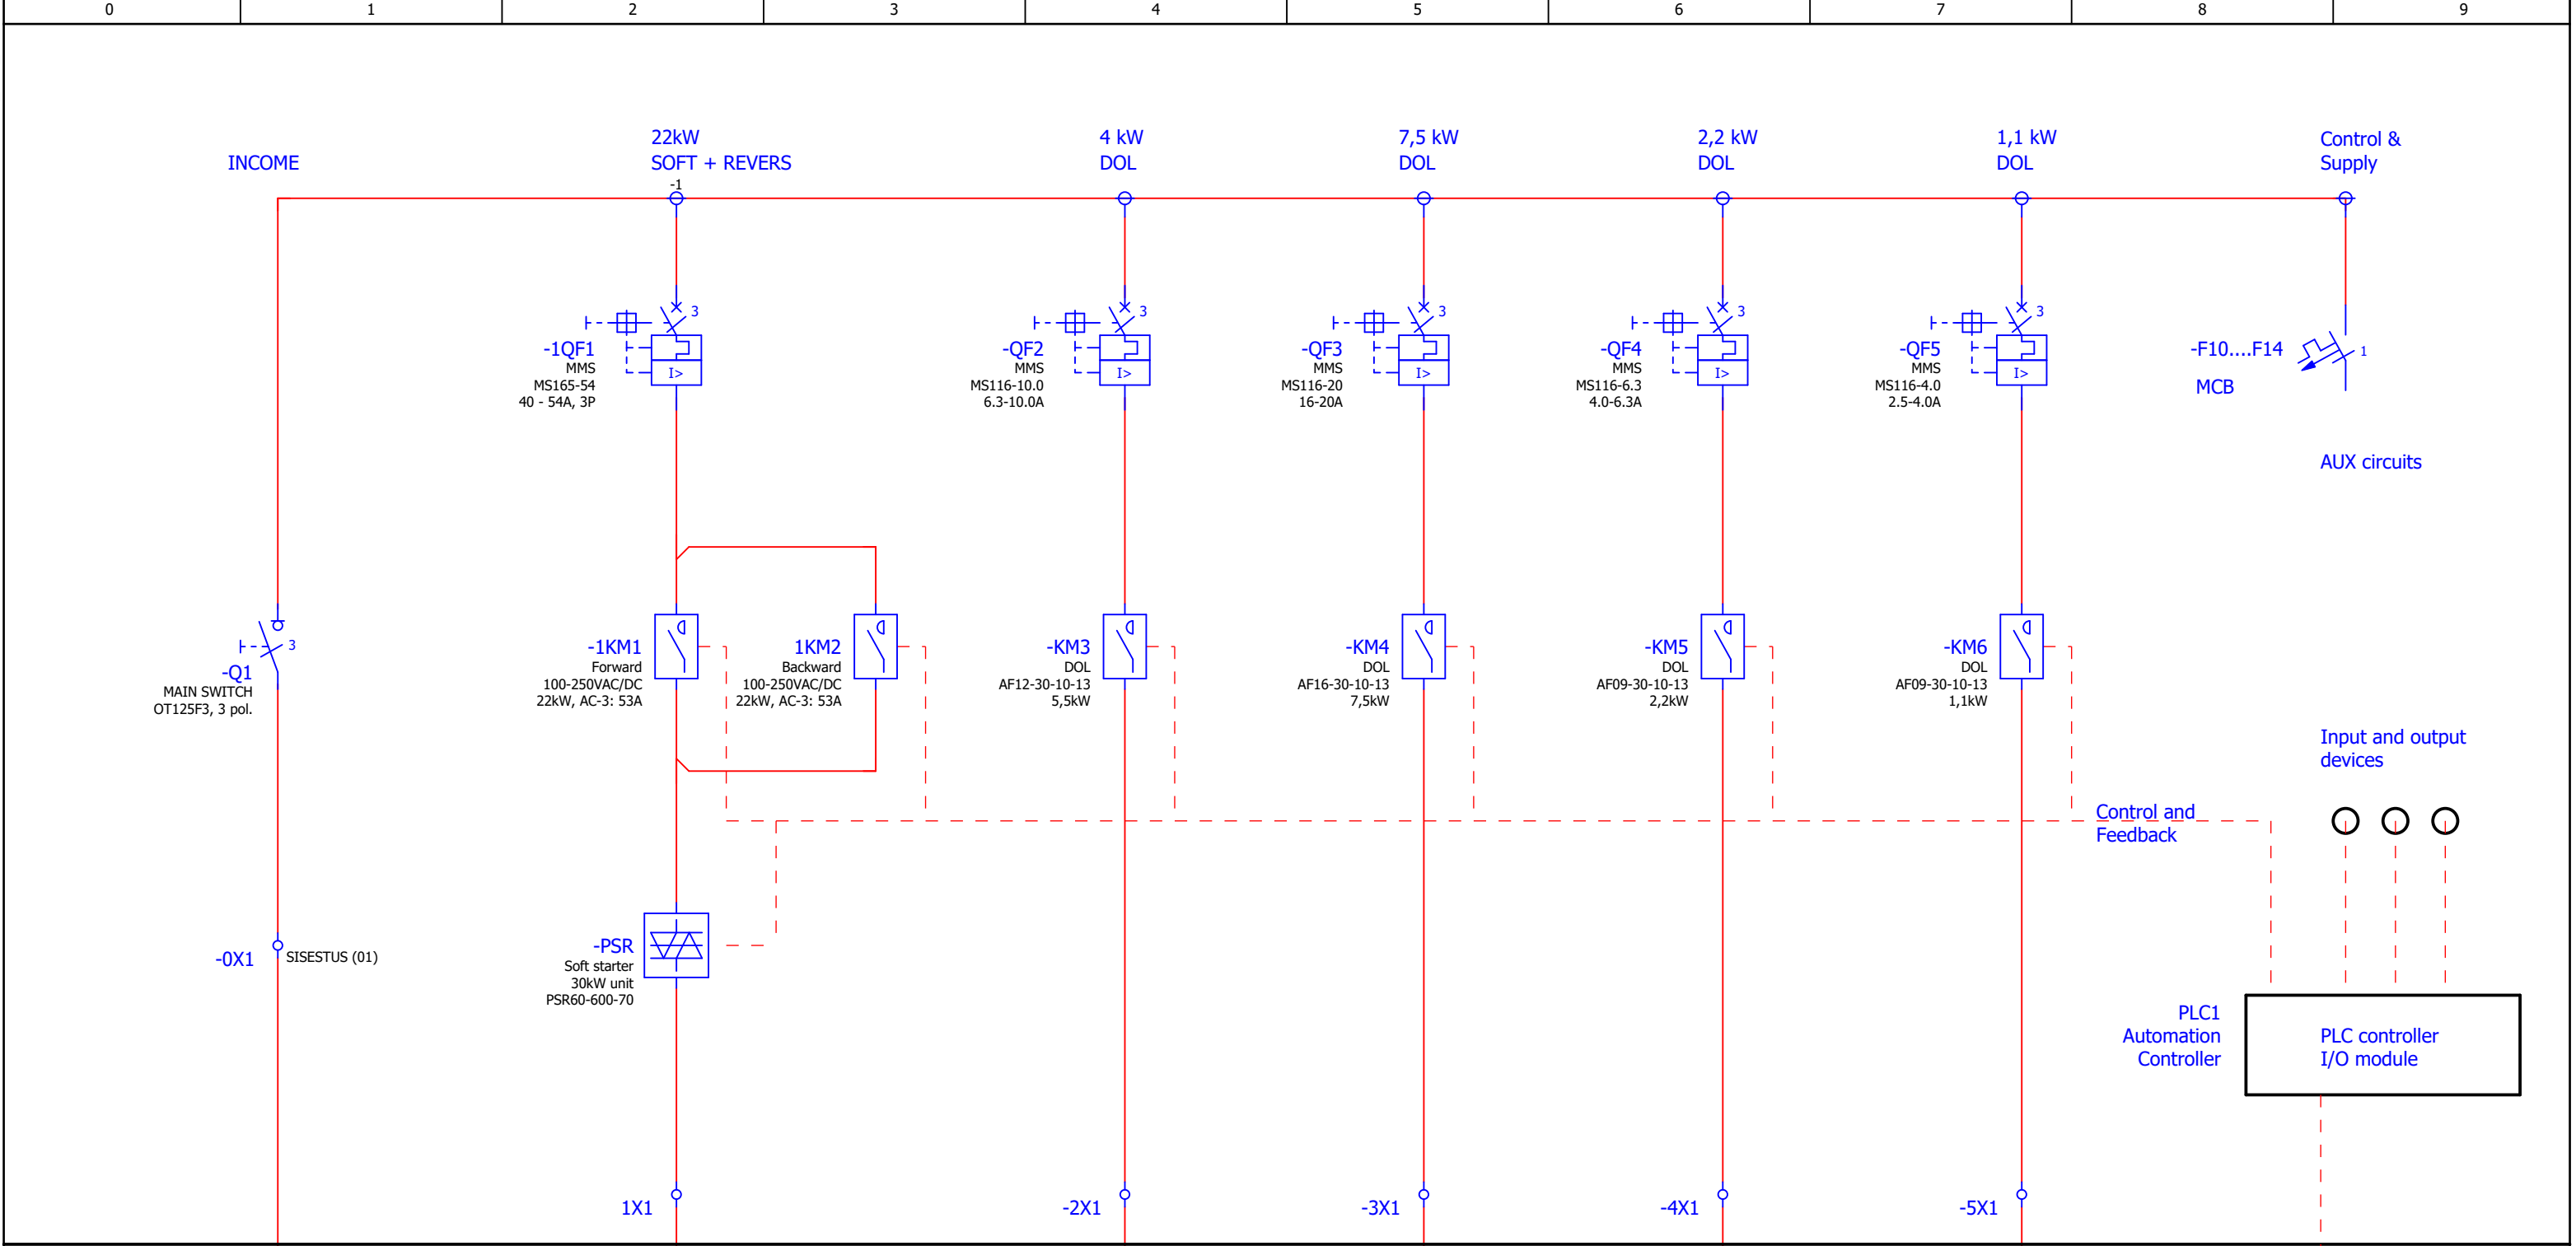 0 1 2 3 4 5 6 7 8 9
INCOME
22kW
SOFT + REVERS
-1
4 kW
DOL
7,5 kW
DOL
2,2 kW
DOL
1,1 kW
DOL
Control &
Supply
3
-1QF1
MMS
MS165-54
40 - 54A, 3P
I>
3
-QF2
MMS
MS116-10.0
6.3-10.0A
I>
3
-QF3
MMS
MS116-20
16-20A
I>
3
-QF4
MMS
MS116-6.3
4.0-6.3A
I>
3
-QF5
MMS
MS116-4.0
2.5-4.0A
I>
-F10....F14
1
MCB
AUX circuits
3
-Q1
MAIN SWITCH
OT125F3, 3 pol.
-1KM1
Forward
100-250VAC/DC
22kW, AC-3: 53A
1KM2
Backward
100-250VAC/DC
22kW, AC-3: 53A
-KM3
DOL
AF12-30-10-13
5,5kW
-KM4
DOL
AF16-30-10-13
7,5kW
-KM5
DOL
AF09-30-10-13
2,2kW
-KM6
DOL
AF09-30-10-13
1,1kW
Input and output
devices
Control and
Feedback
-0X1
SISESTUS (01)
-PSR
Soft starter
30kW unit
PSR60-600-70
PLC1
Automation
Controller
PLC controller
I/O module
1X1
-2X1
-3X1
-4X1
-5X1